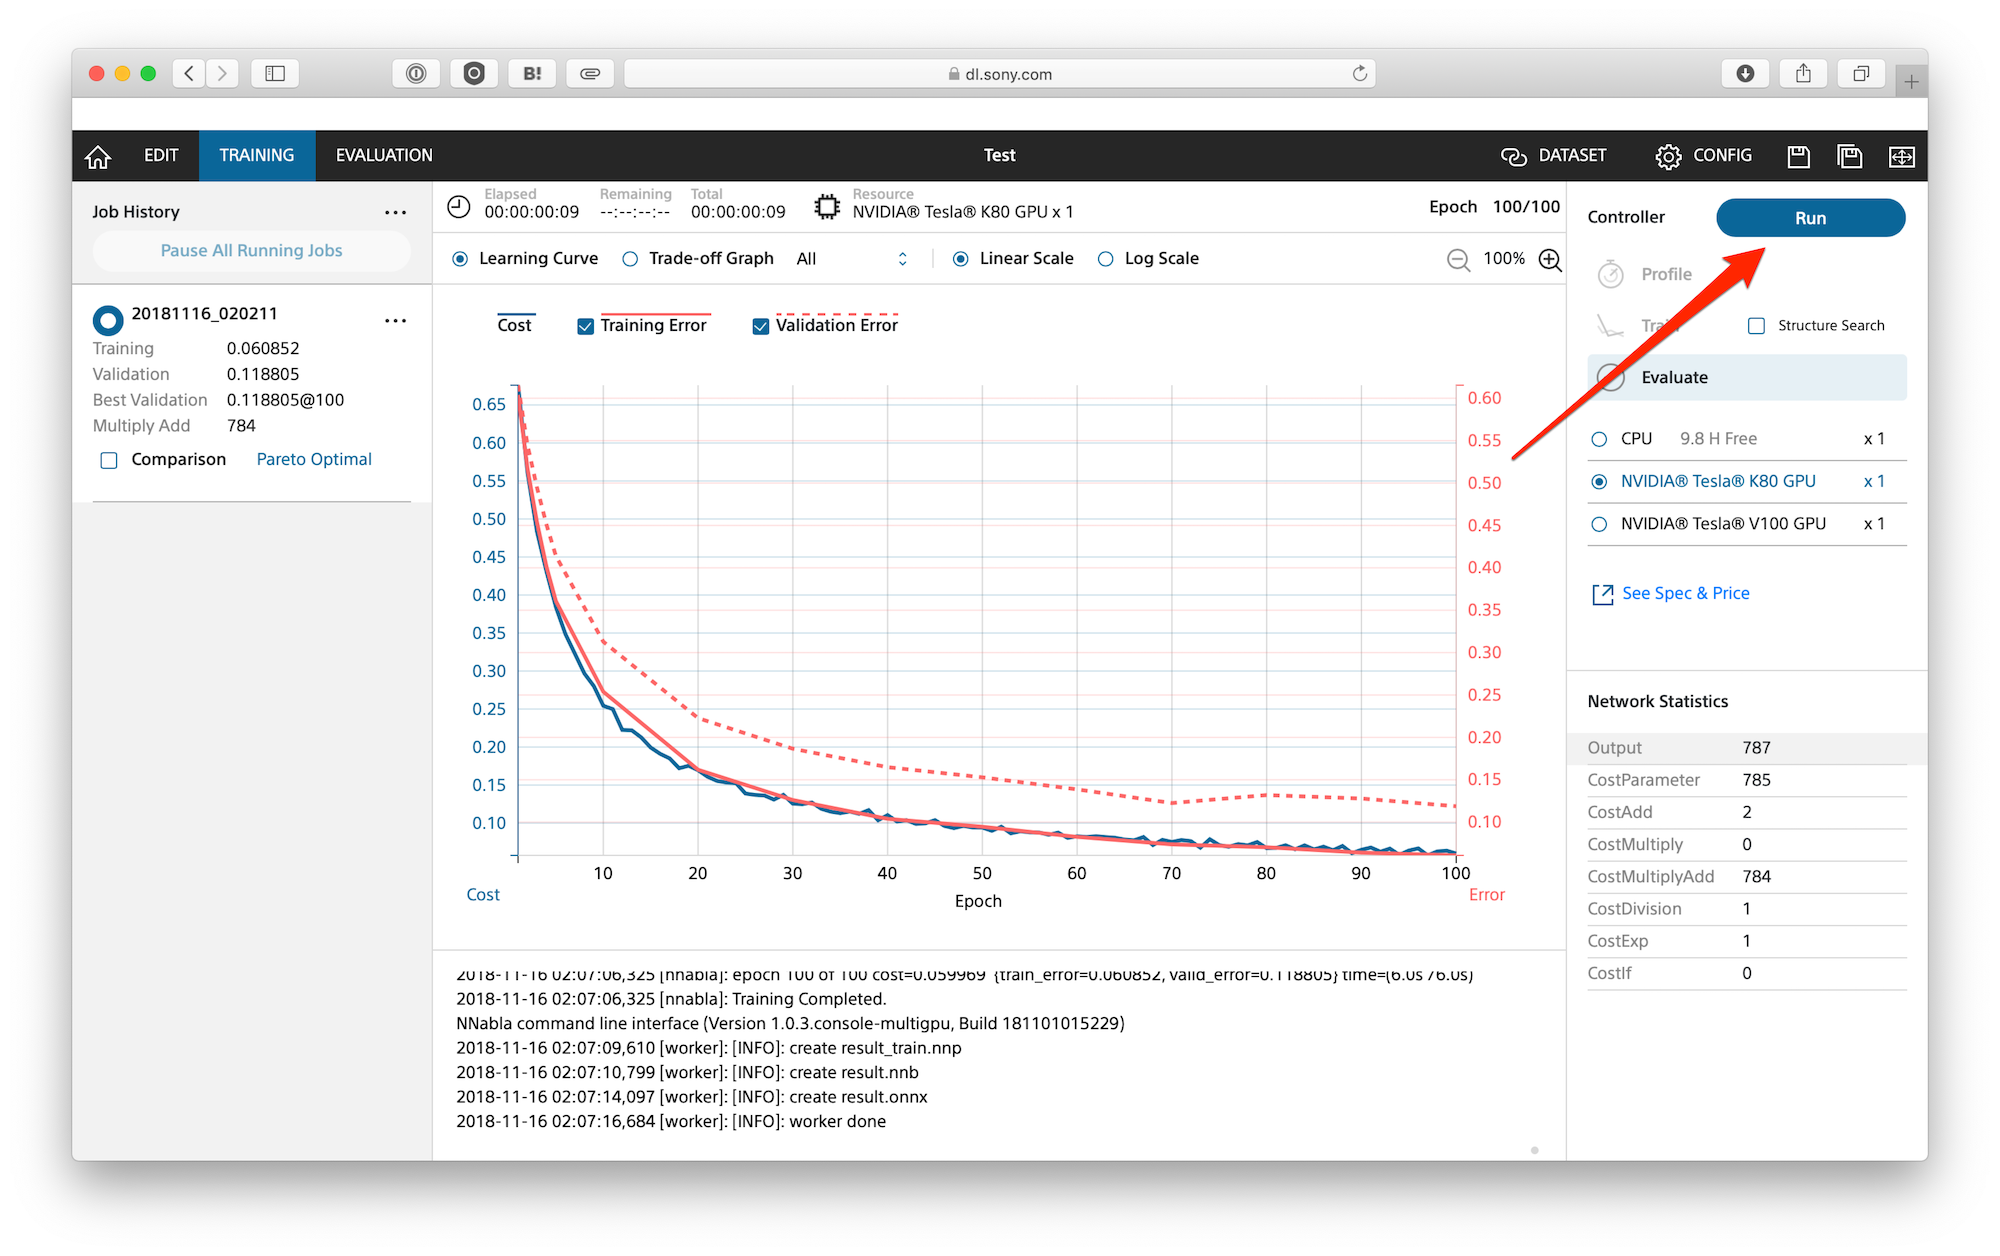 B!
dl.sony.com
EDIT
TRAINING
EVALUATION
Test
DATASET
CONFIG
Job History
Pause All Running Jobs
20181116_020211
Training 0.060852
Validation 0.118805
Best Validation 0.118805@100
Multiply Add 784
Comparison Pareto Optimal
Elapsed Remaining Total Resource
00:00:00:09 --:--:--:-- 00:00:00:09 NVIDIA® Tesla® K80 GPU x 1
Epoch 100/100
Learning Curve Trade-off Graph All Linear Scale Log Scale 100%
Cost Training Error Validation Error
0.65
0.60
0.55
0.50
0.45
0.40
0.35
0.30
0.25
0.20
0.15
0.10
0.60
0.55
0.50
0.45
0.40
0.35
0.30
0.25
0.20
0.15
0.10
10 20 30 40 50 60 70 80 90 100
Cost Epoch Error
2018-11-16 02:07:06,325 [nnabla]: epoch 100 of 100 cost=0.059969 {train_error=0.060852, valid_error=0.118805} time=(6.0s /6.0s)
2018-11-16 02:07:06,325 [nnabla]: Training Completed.
NNabla command line interface (Version 1.0.3.console-multigpu, Build 181101015229)
2018-11-16 02:07:09,610 [worker]: [INFO]: create result_train.nnp
2018-11-16 02:07:10,799 [worker]: [INFO]: create result.nnb
2018-11-16 02:07:14,097 [worker]: [INFO]: create result.onnx
2018-11-16 02:07:16,684 [worker]: [INFO]: worker done
Controller Run
Profile
Structure Search
Evaluate
CPU 9.8 H Free x 1
NVIDIA® Tesla® K80 GPU x 1
NVIDIA® Tesla® V100 GPU x 1
See Spec & Price
Network Statistics
Output 787
CostParameter 785
CostAdd 2
CostMultiply 0
CostMultiplyAdd 784
CostDivision 1
CostExp 1
CostIf 0